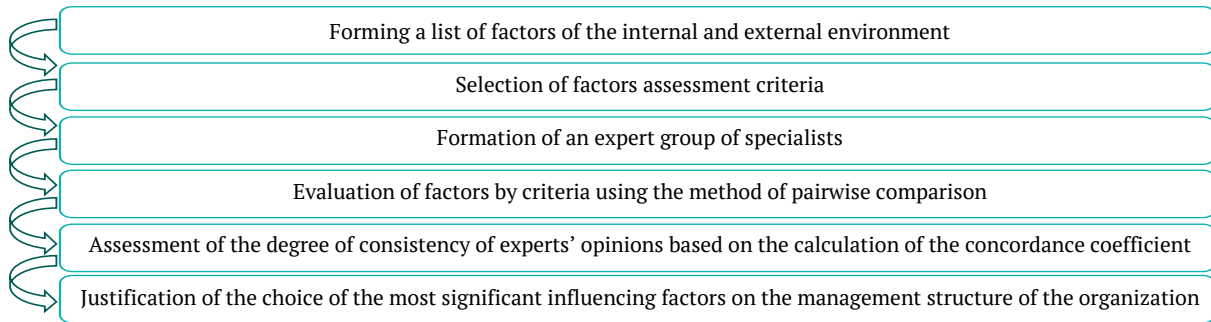 Forming a list of factors of the internal and external environment
Selection of factors assessment criteria
Formation of an expert group of specialists
Evaluation of factors by criteria using the method of pairwise comparison
Assessment of the degree of consistency of experts’ opinions based on the calculation of the concordance coefficient
Justification of the choice of the most significant influencing factors on the management structure of the organization